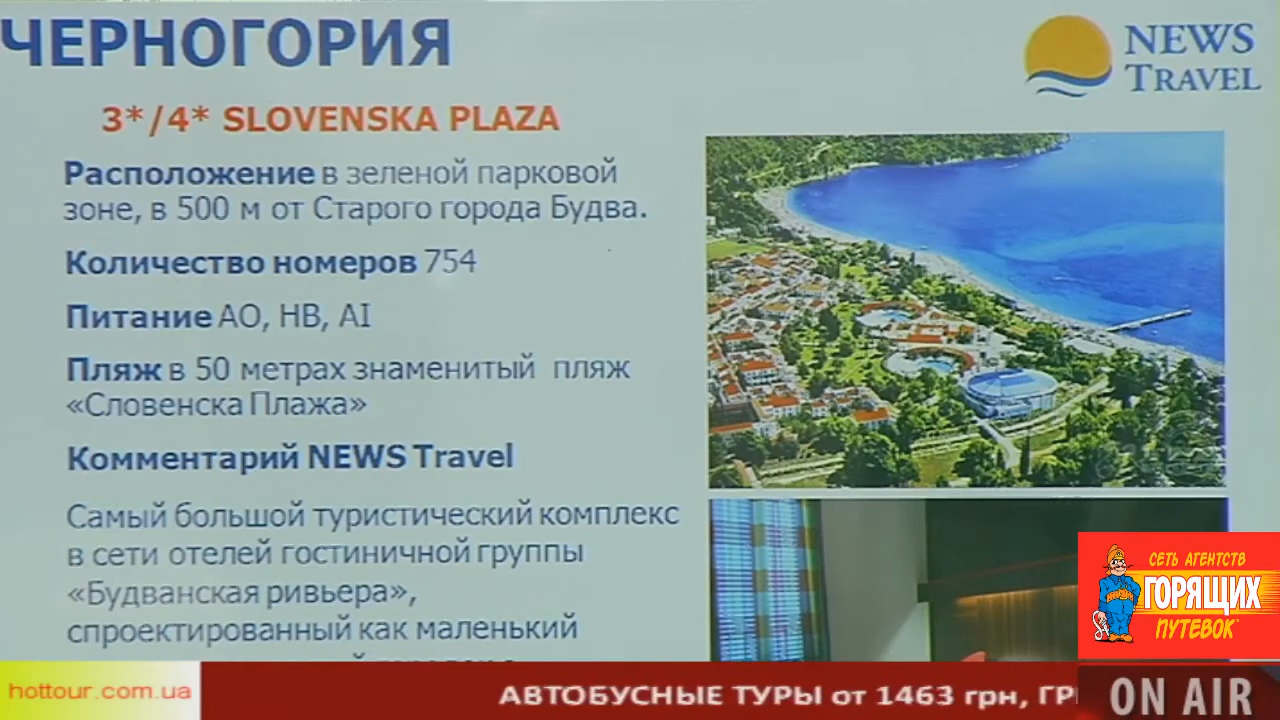 ЧЕРНОГОРИЯ
NEWS
TRAVEL
3*/4* SLOVENSKA PLAZA
Расположение в зеленой парковой
зоне, в 500 м от Старого города Будва.
Количество номеров 754
Питание AO, HB, AI
Пляж в 50 метрах знаменитый пляж
«Словенска Плажа»
Комментарий NEWS Travel
Самый большой туристический комплекс
в сети отелей гостиничной группы
«Будванская ривьера»,
спроектированный как маленький
СЕТЬ АГЕНТСТВ
ГОРЯЩИХ
ПУТЕВОК
hottour.com.ua
АВТОБУСНЫЕ ТУРЫ от 1463 грн,
ON AIR